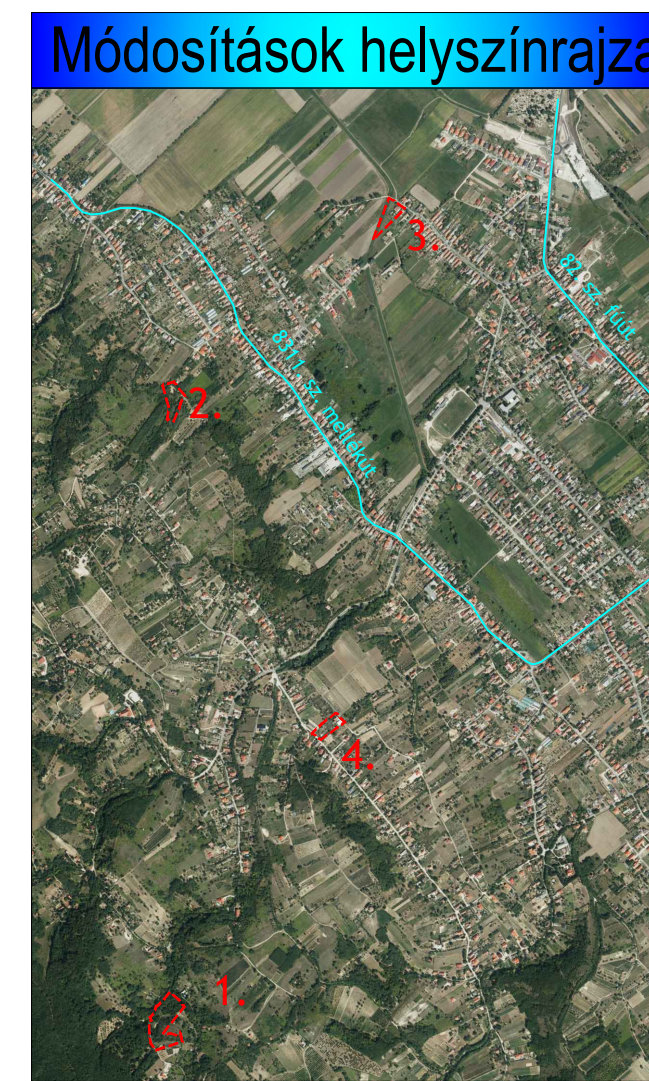 Módosítások helyszínrajza
3.
82. sz. főút
8311. sz. mellékút
2.
4.
1.